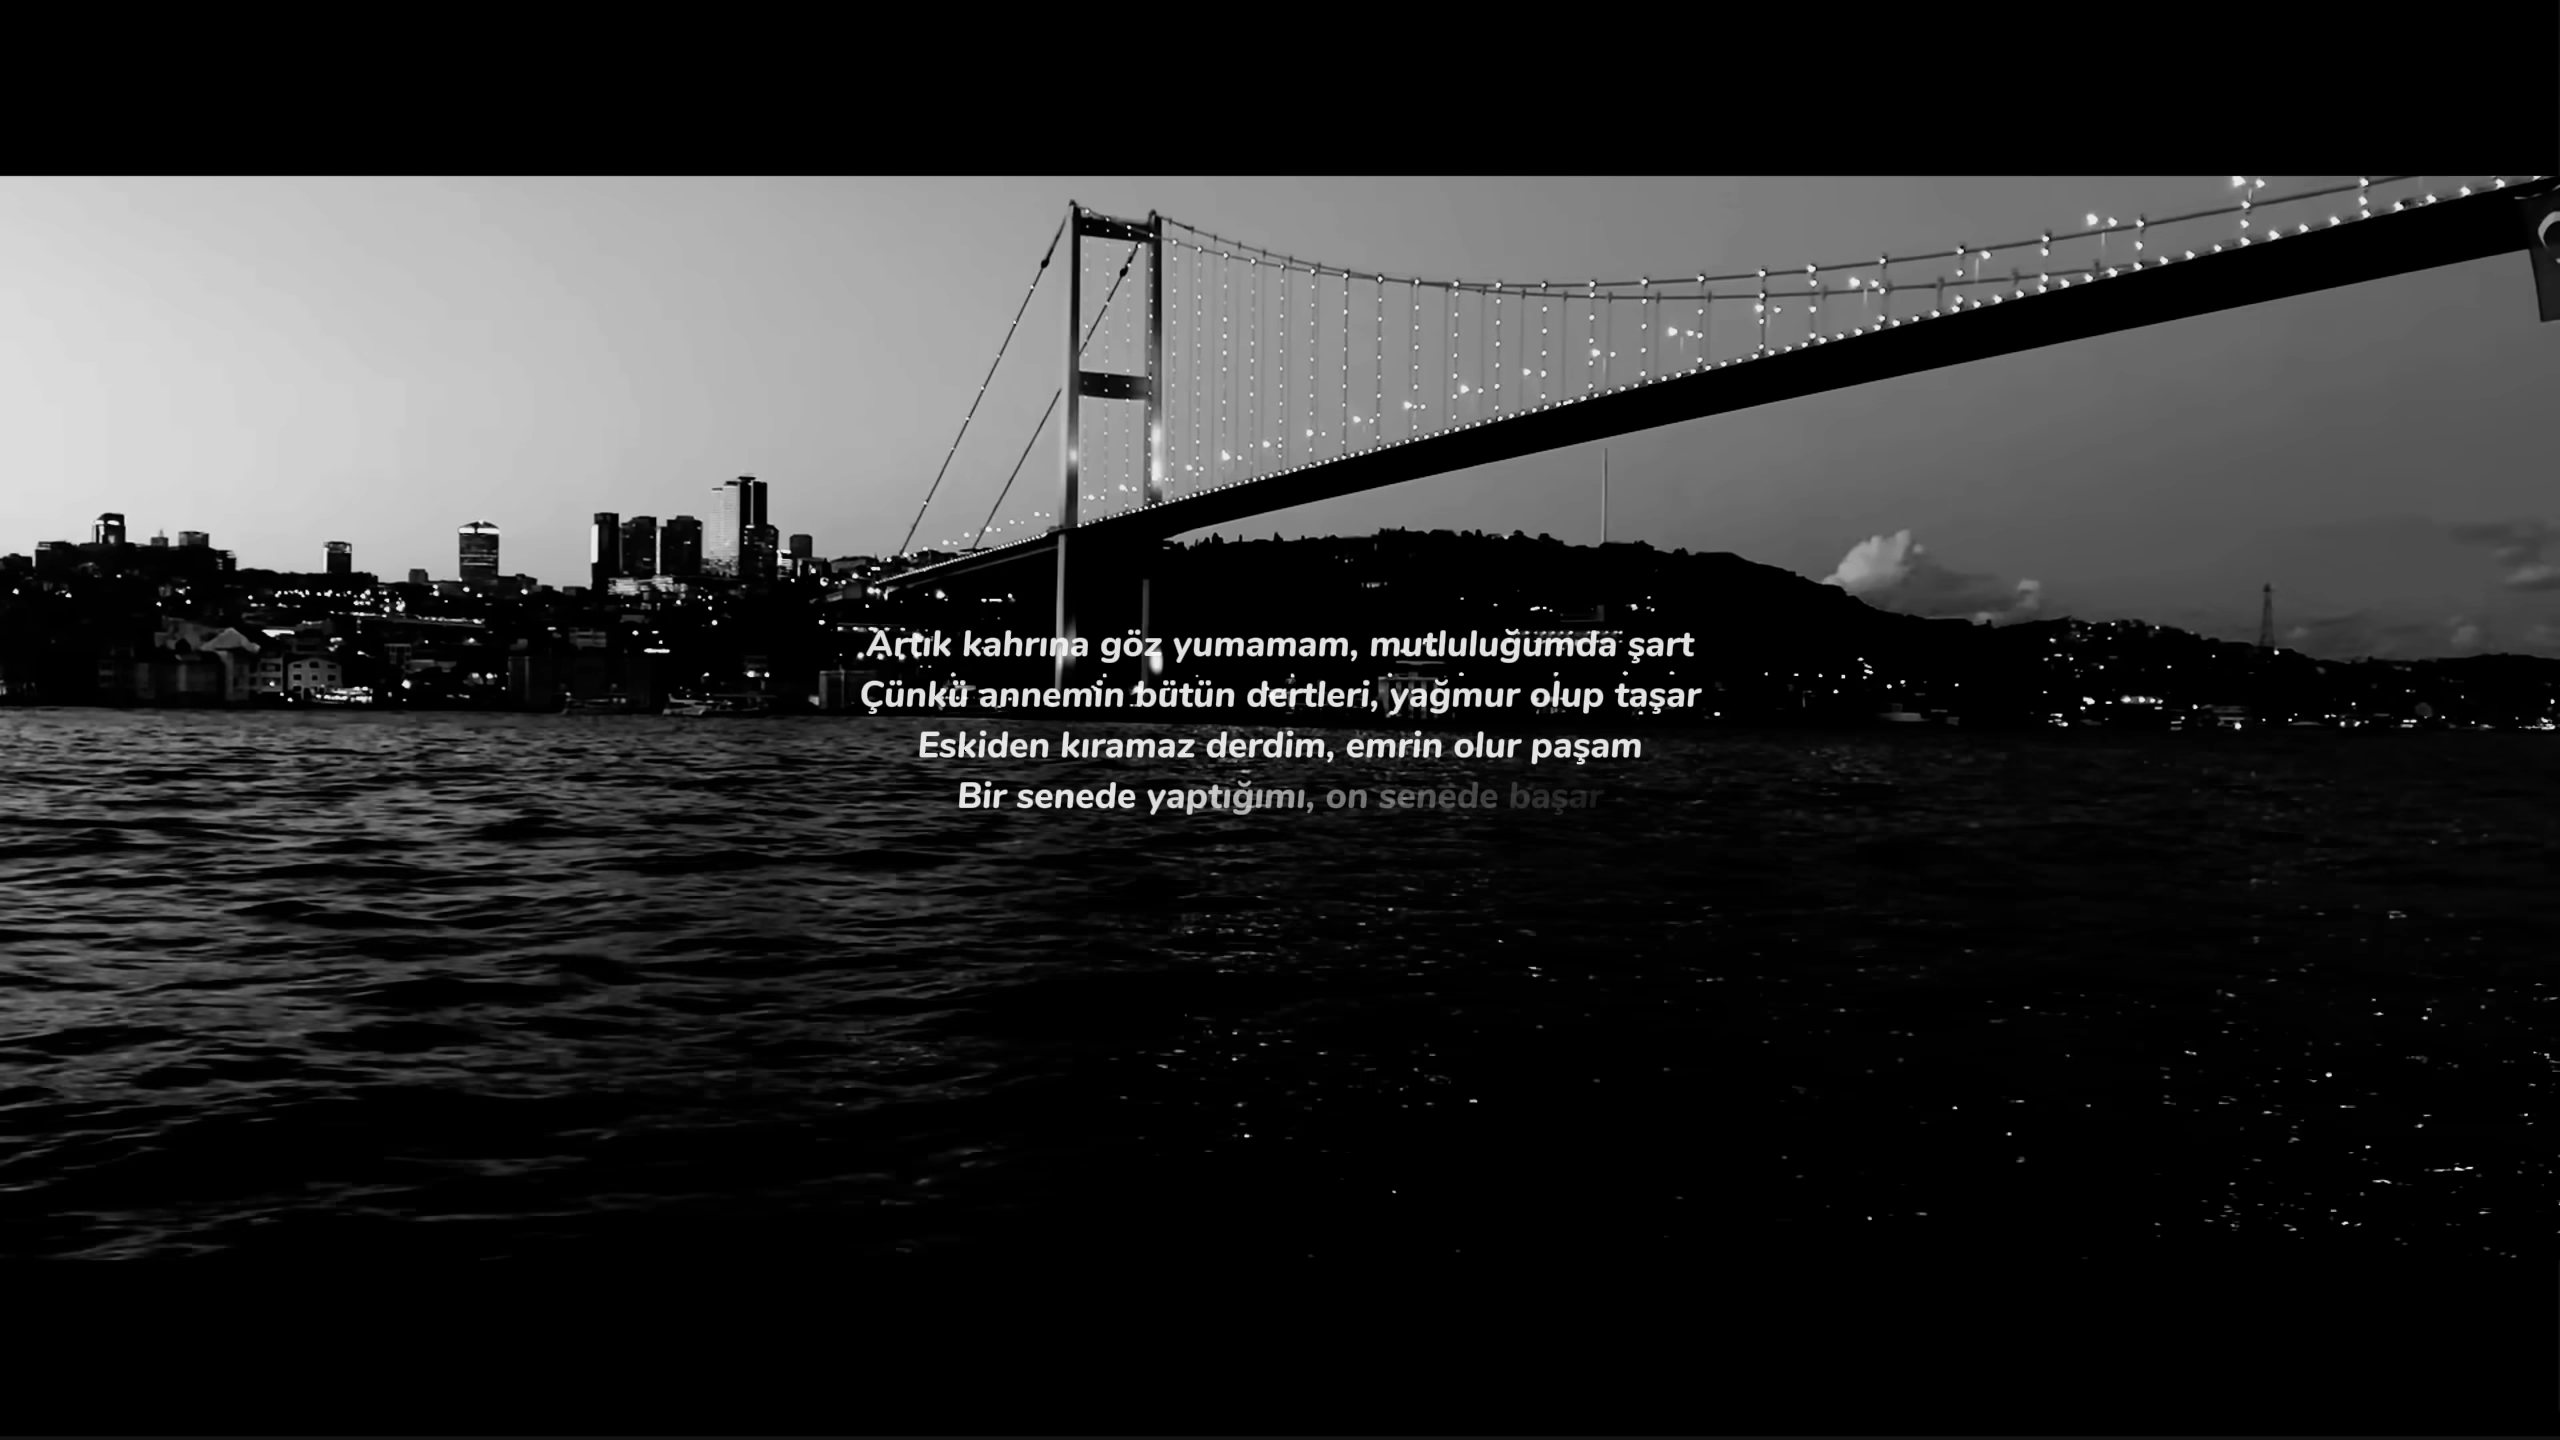 Artık kahrına göz yumamam, mutluluğumda şart
Çünkü annemin bütün dertleri, yağmur olup taşar
Eskiden kıramaz derdim, emrin olur paşam
Bir senede yaptığımı, on senede başar